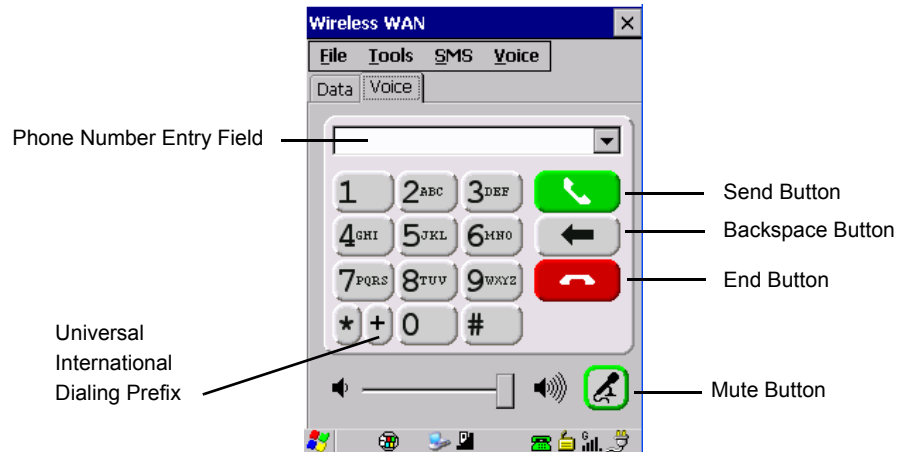 Wireless WAN
File Tools SMS Voice
Data Voice
Phone Number Entry Field
1 2ABC 3DEF
Send Button
4GHI 5JKL 6MNO
Backspace Button
7PQRS 8TUV 9WXYZ
End Button
* + 0 #
Universal
International
Dialing Prefix
Mute Button
G